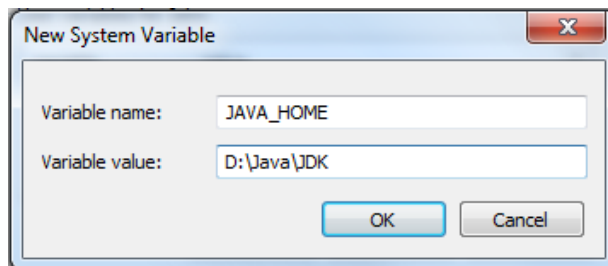 New System Variable
Variable name: JAVA_HOME
Variable value: D:\Java\JDK
OK Cancel